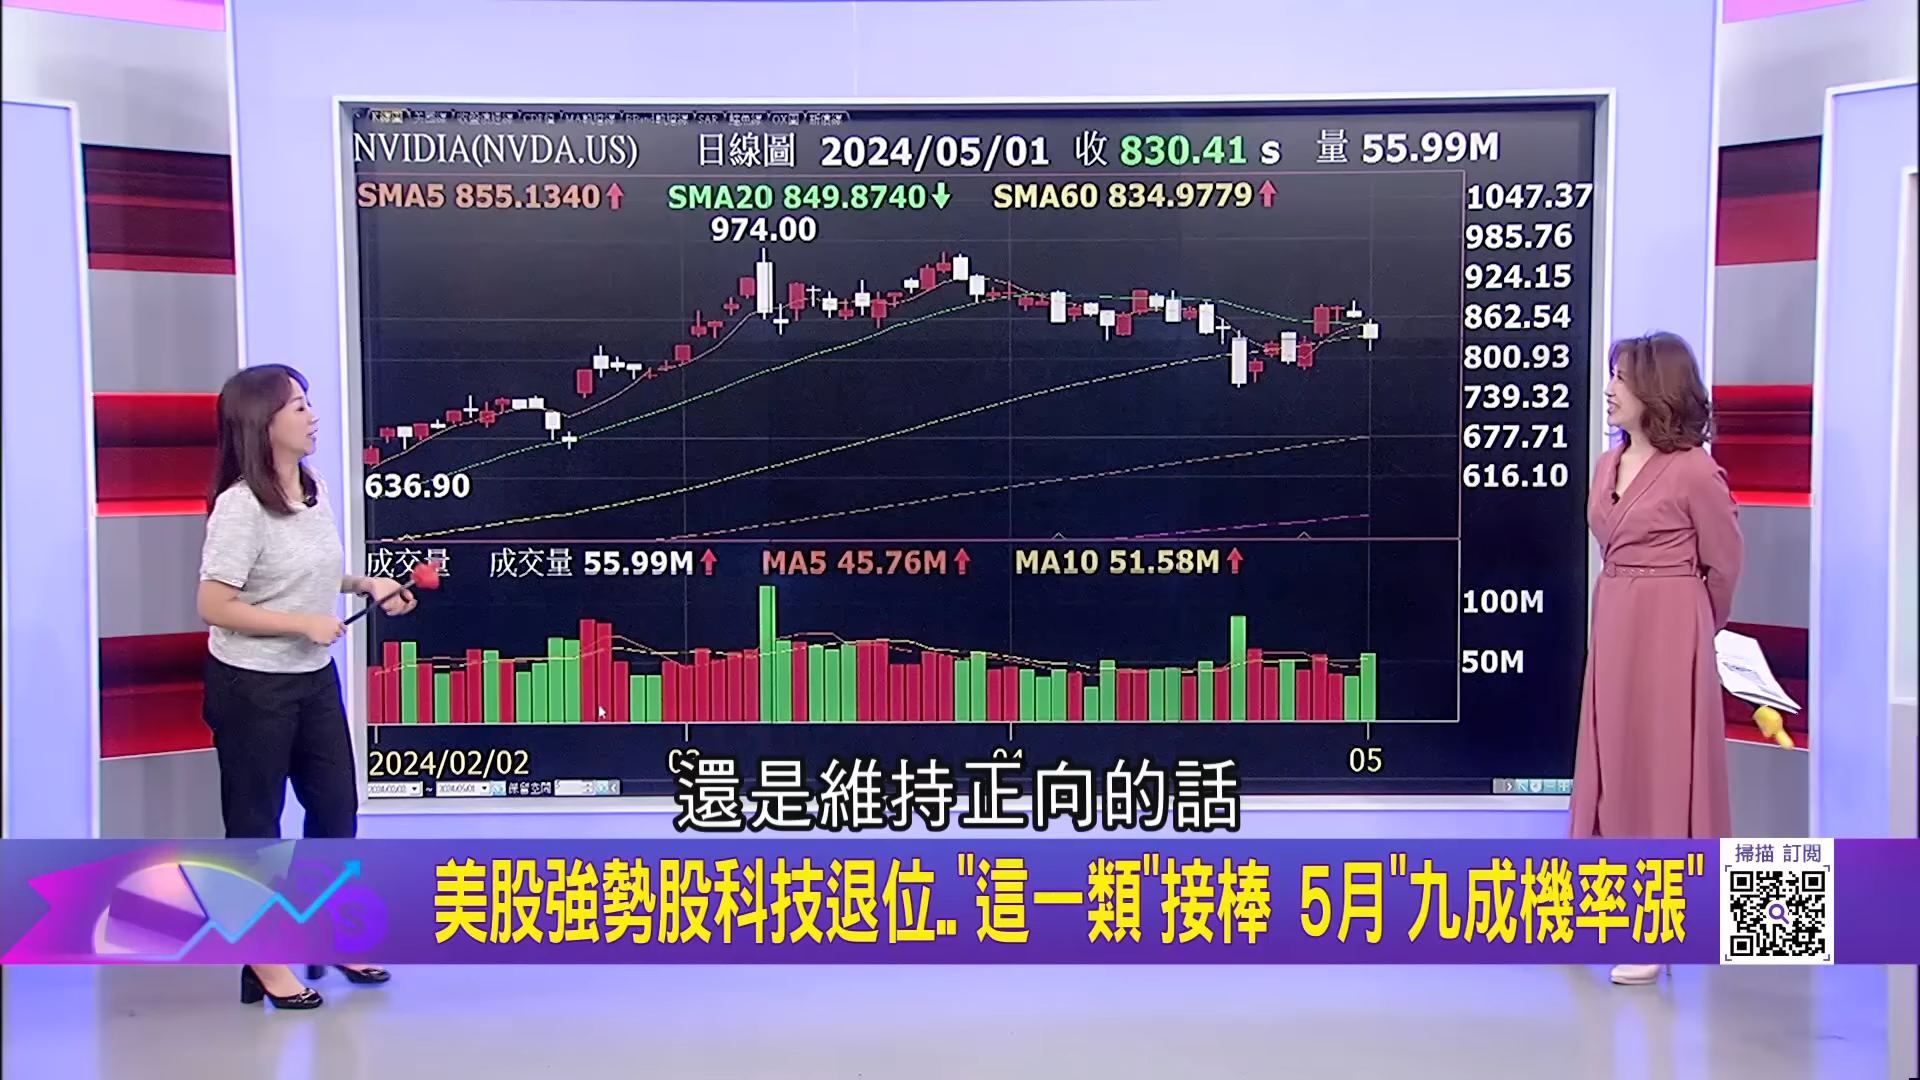 NVIDIA(NVDA.US) 日線圖 2024/05/01 收 830.41 s 量 55.99M
SMA5 855.1340↑ SMA20 849.8740↓ SMA60 834.9779↑
974.00
636.90
1047.37
985.76
924.15
862.54
800.93
739.32
677.71
616.10
成交量 成交量 55.99M↑ MA5 45.76M↑ MA10 51.58M↑
100M
50M
2024/02/02 05
保留空間
還是維持正向的話
美股強勢股科技退位.."這一類"接棒 5月"九成機率漲"
掃描 訂閱